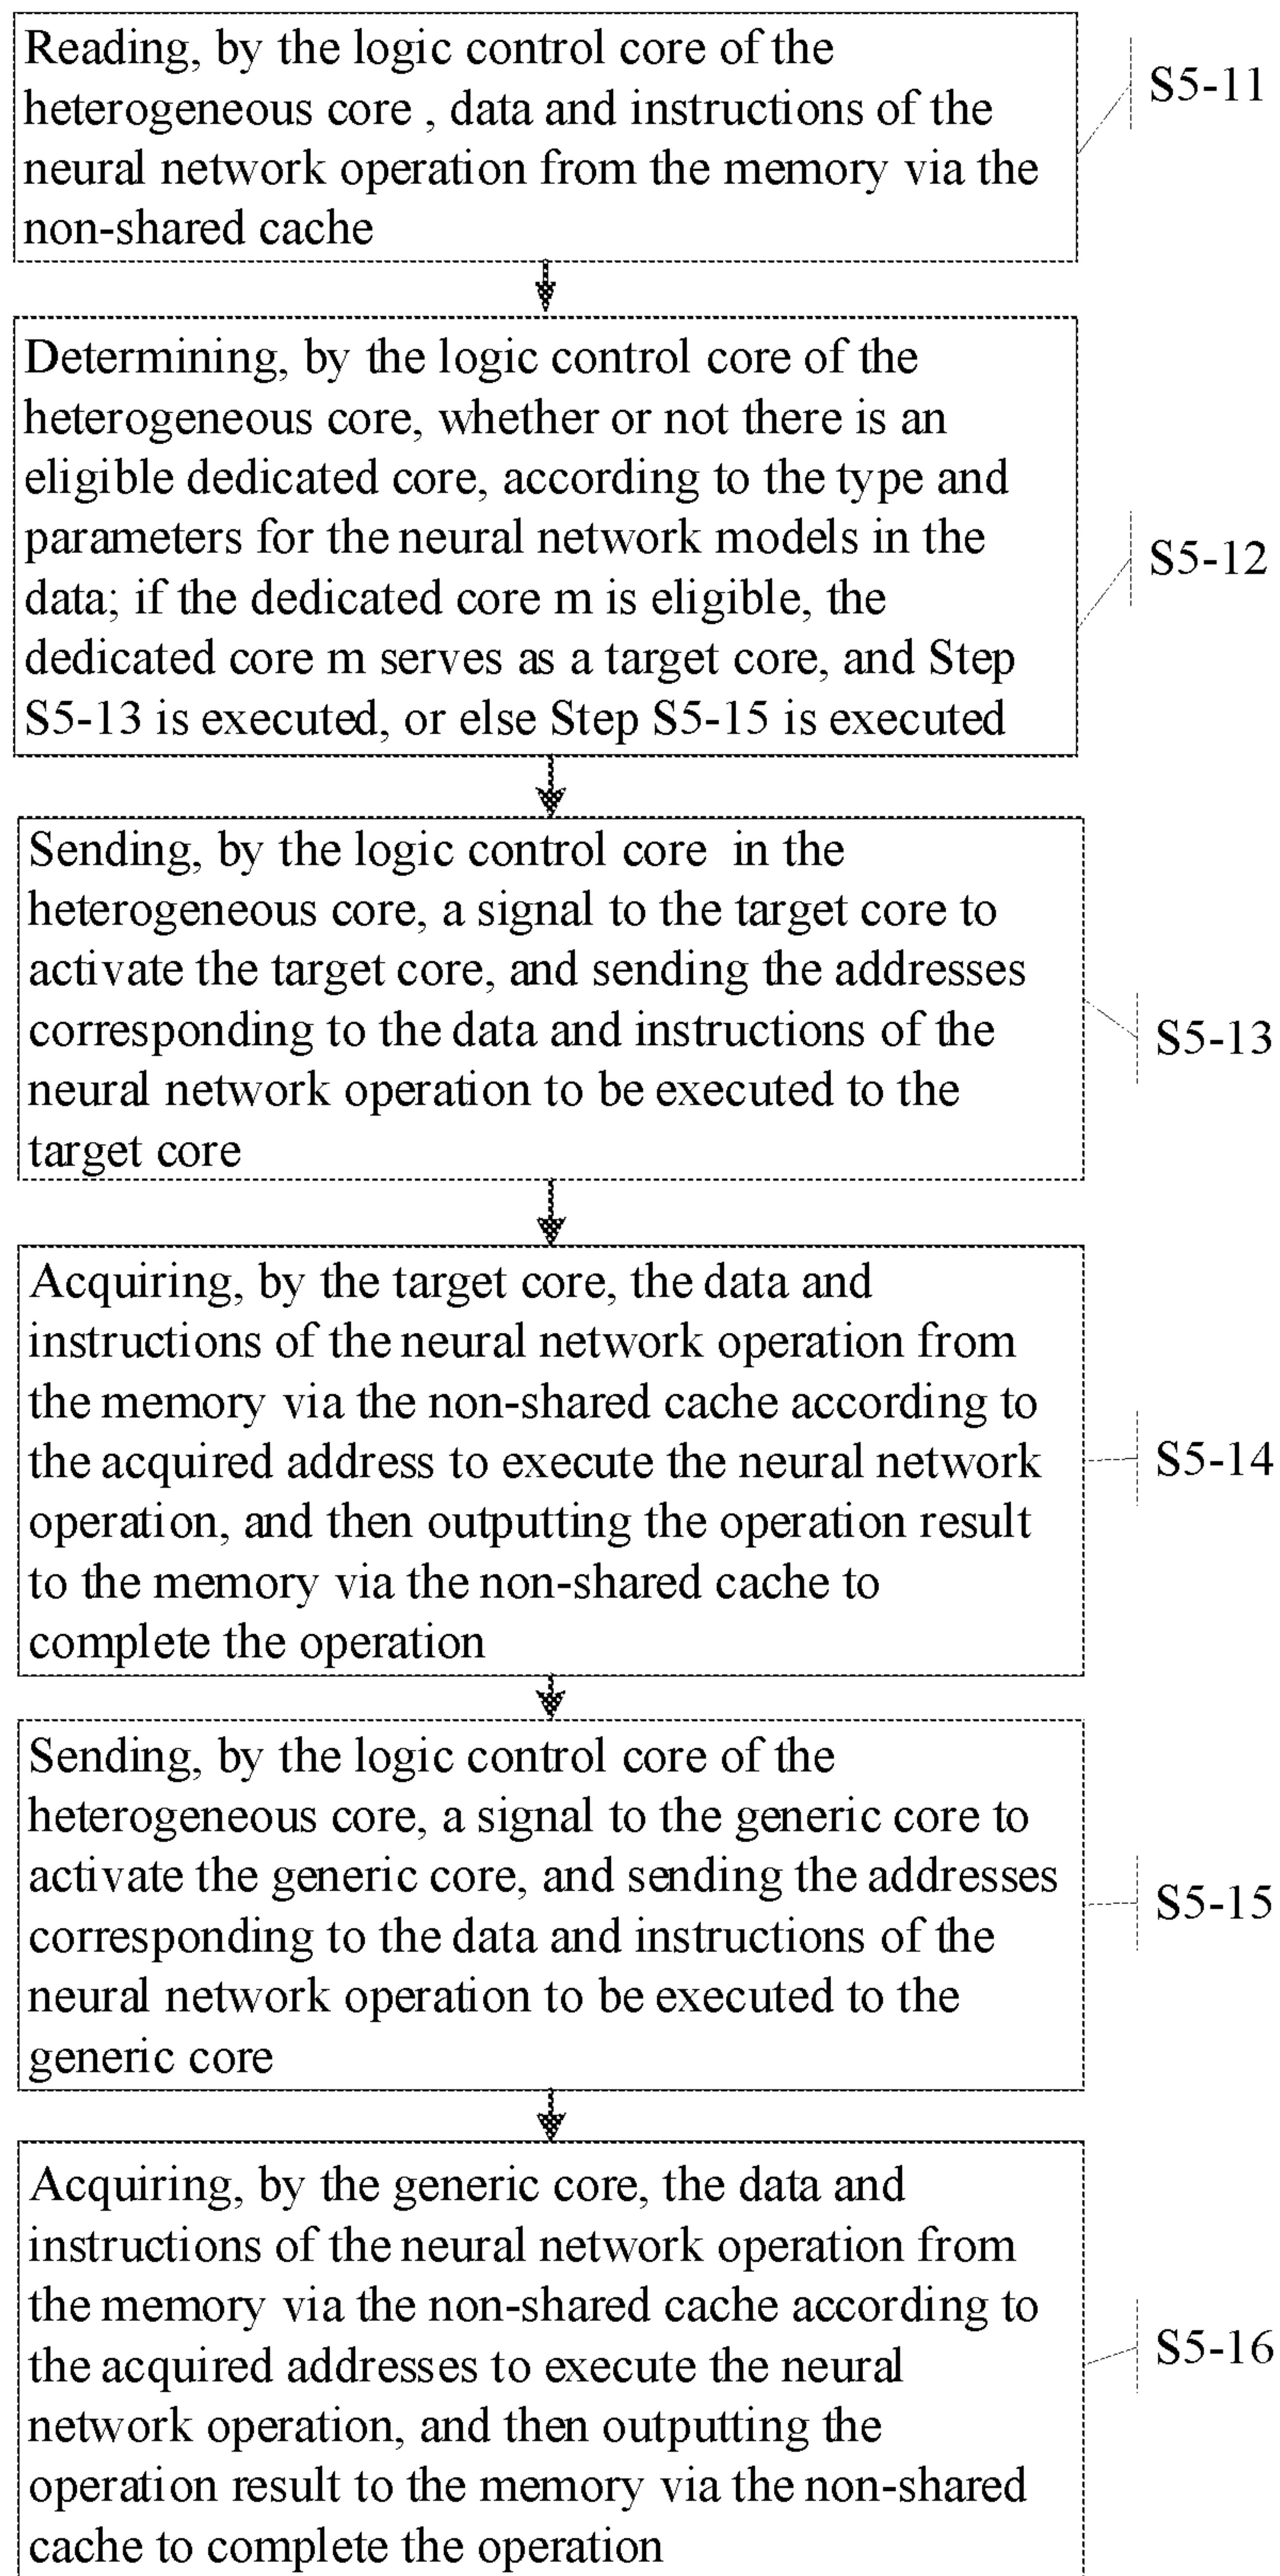 Reading, by the logic control core of the
heterogeneous core , data and instructions of the
neural network operation from the memory via the
non-shared cache
S5-11
Determining, by the logic control core of the
heterogeneous core, whether or not there is an
eligible dedicated core, according to the type and
parameters for the neural network models in the
data; if the dedicated core m is eligible, the
dedicated core m serves as a target core, and Step
S5-13 is executed, or else Step S5-15 is executed
S5-12
Sending, by the logic control core in the
heterogeneous core, a signal to the target core to
activate the target core, and sending the addresses
corresponding to the data and instructions of the
neural network operation to be executed to the
target core
S5-13
Acquiring, by the target core, the data and
instructions of the neural network operation from
the memory via the non-shared cache according to
the acquired address to execute the neural network
operation, and then outputting the operation result
to the memory via the non-shared cache to
complete the operation
S5-14
Sending, by the logic control core of the
heterogeneous core, a signal to the generic core to
activate the generic core, and sending the addresses
corresponding to the data and instructions of the
neural network operation to be executed to the
generic core
S5-15
Acquiring, by the generic core, the data and
instructions of the neural network operation from
the memory via the non-shared cache according to
the acquired addresses to execute the neural
network operation, and then outputting the
operation result to the memory via the non-shared
cache to complete the operation
S5-16